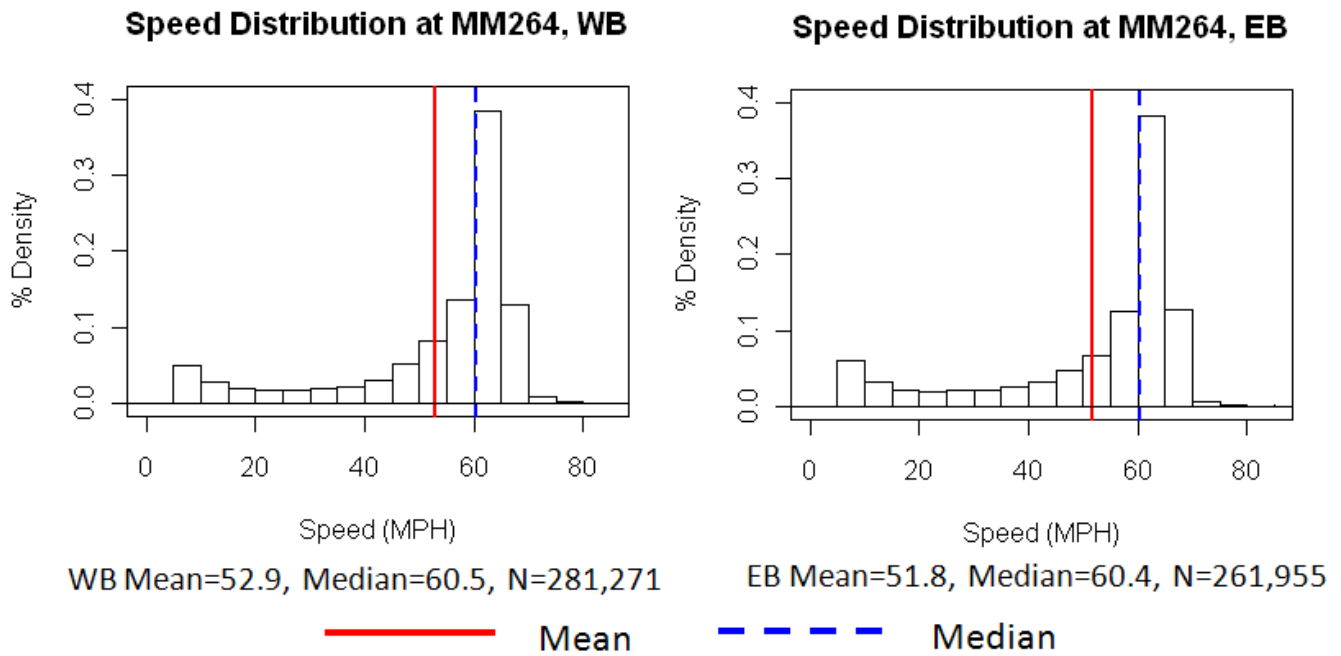 Speed Distribution at MM264, WB
% Density
0.0 0.1 0.2 0.3 0.4
0 20 40 60 80
Speed (MPH)
WB Mean=52.9, Median=60.5, N=281,271
Speed Distribution at MM264, EB
% Density
0.0 0.1 0.2 0.3 0.4
0 20 40 60 80
Speed (MPH)
EB Mean=51.8, Median=60.4, N=261,955
Mean Median